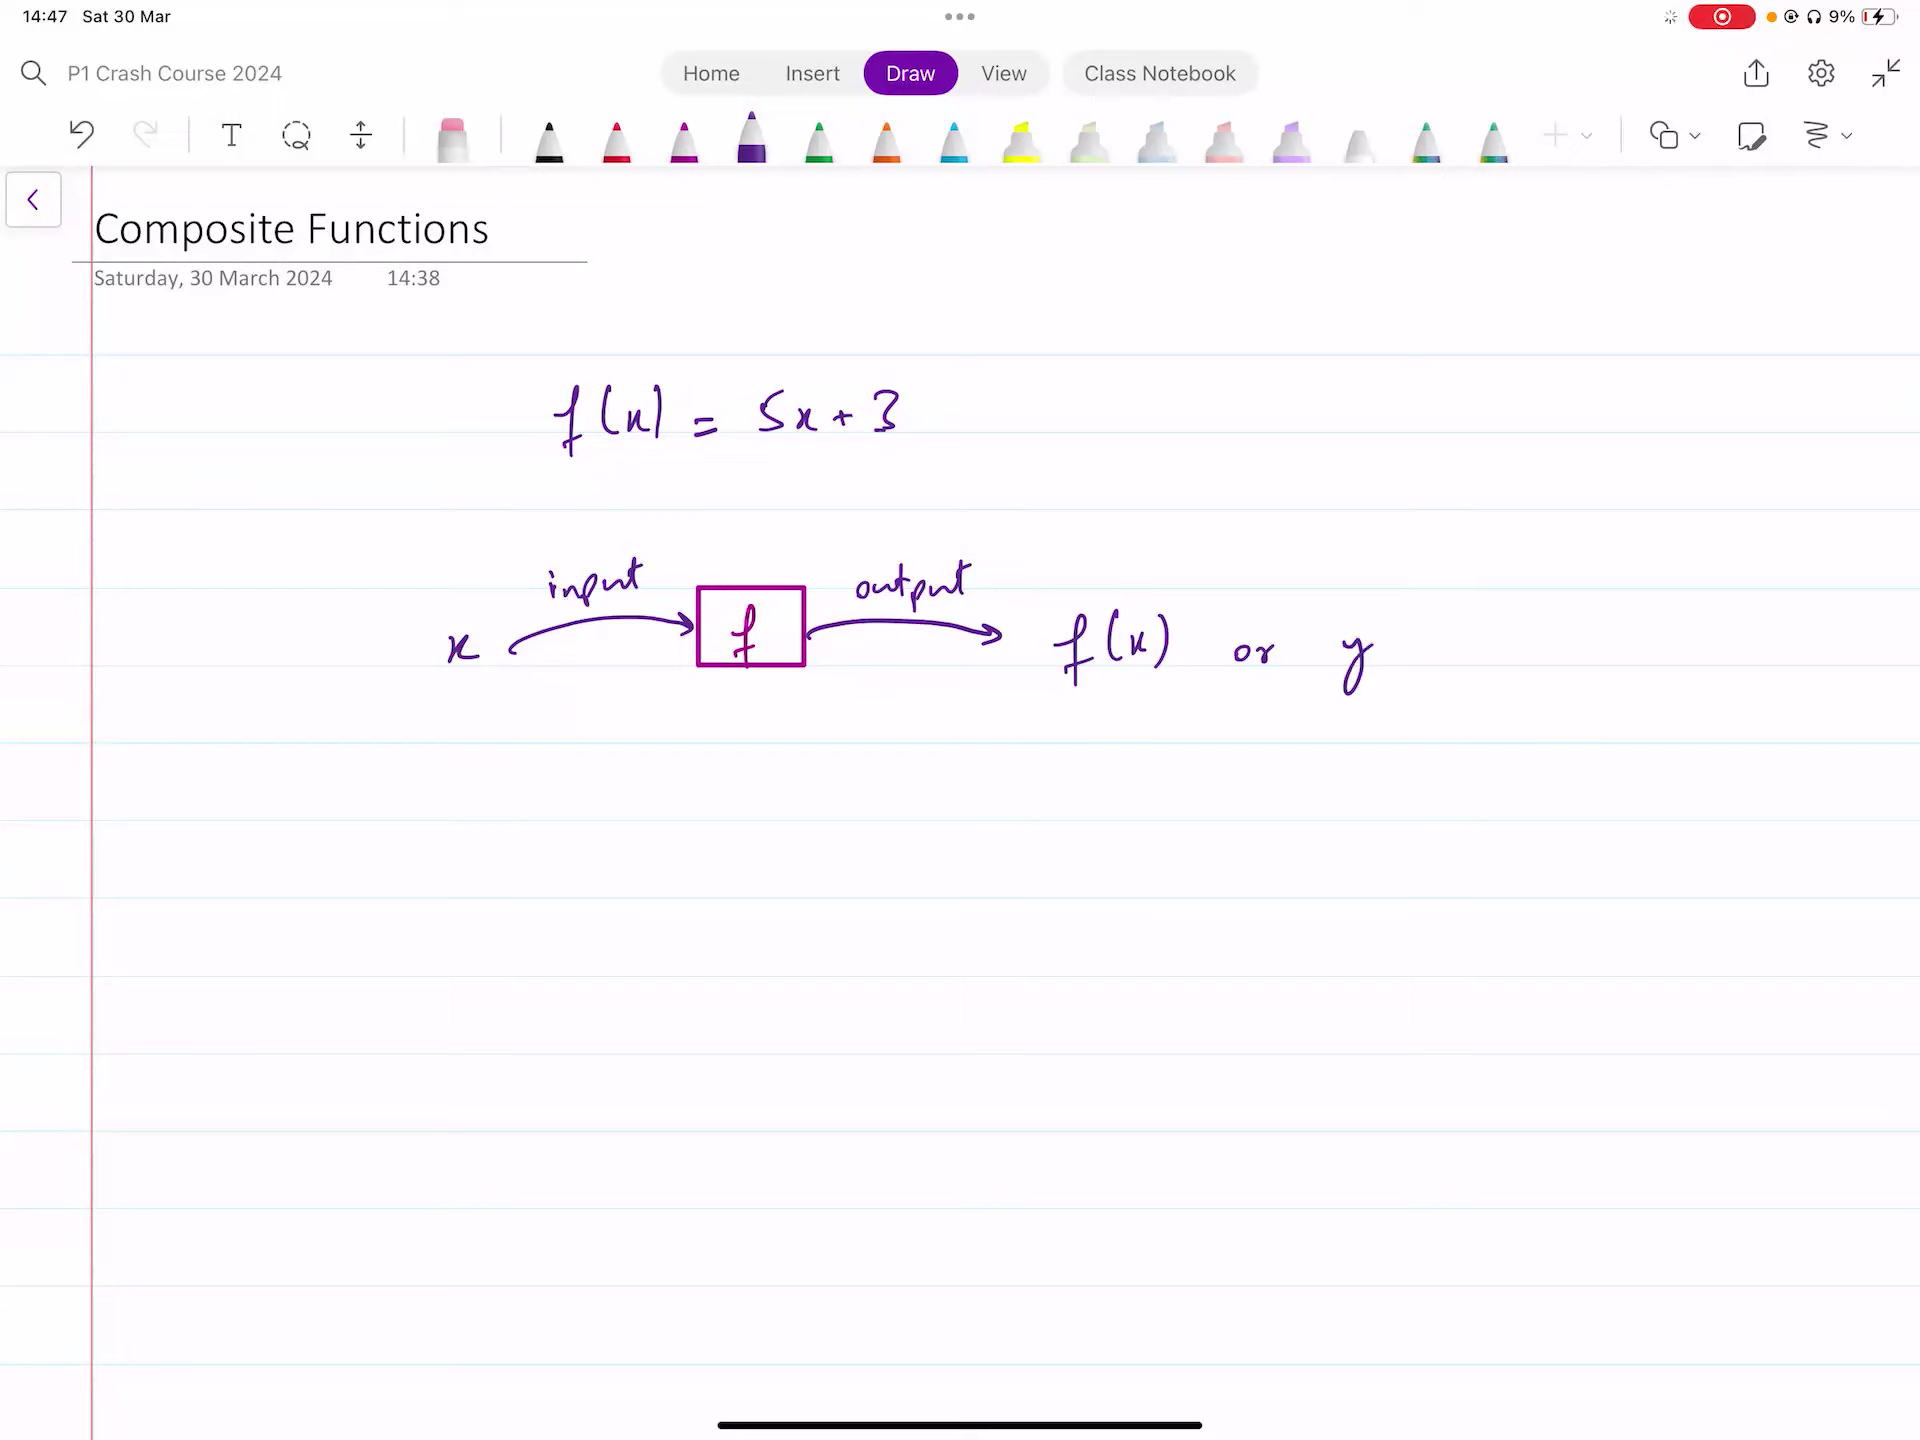 14:47 Sat 30 Mar
9%
P1 Crash Course 2024
Home Insert Draw View Class Notebook
T
Composite Functions
Saturday, 30 March 2024 14:38
f(x) = 5x + 3
input output
x f f(x) or y